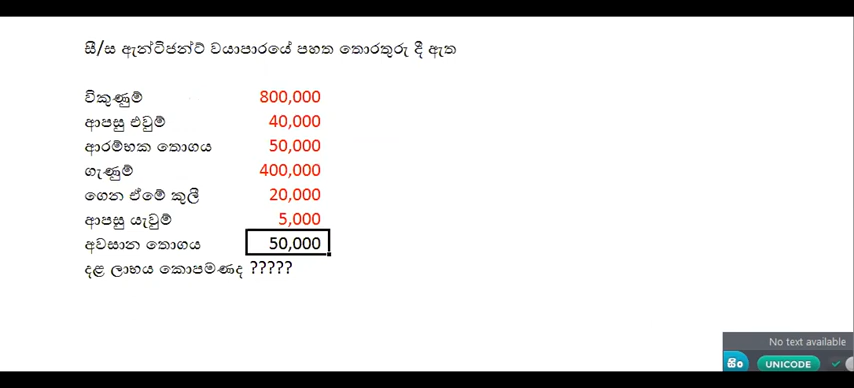 සී/ස ඇන්ටිජන්ට් ව්‍යාපාරයේ පහත තොරතුරු දී ඇත
විකුණුම් 800,000
ආපසු එවුම් 40,000
ආරම්භක තොගය 50,000
ගැණුම් 400,000
ගෙන ඒමේ කුලී 20,000
ආපසු යැවුම් 5,000
අවසාන තොගය 50,000
දළ ලාභය කොපමණද ?????
No text available
සිං UNICODE